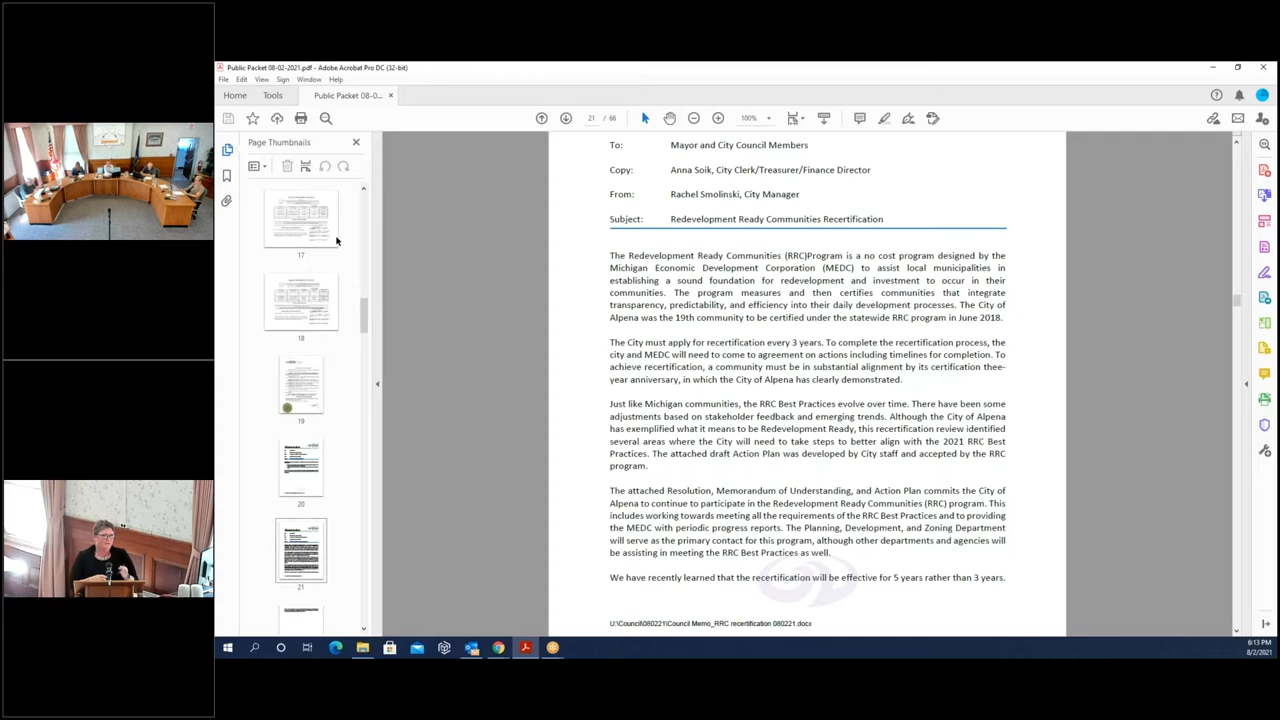 Public Packet 08-02-2021.pdf - Adobe Acrobat Pro DC (32-bit)
File Edit View Sign Window Help
Home Tools Public Packet 08-0... ×
21 / 66 100%
Page Thumbnails
17
18
19
20
21
To: Mayor and City Council Members
Copy: Anna Soik, City Clerk/Treasurer/Finance Director
From: Rachel Smolinski, City Manager
Subject: Redevelopment Ready Communities Recertification
The Redevelopment Ready Communities (RRC)Program is a no cost program designed by the
Michigan Economic Development Corporation (MEDC) to assist local municipalities in
establishing a sound foundation for redevelopment and investment to occur in their
communities. The program measures and then certifies communities that integrate
transparency, predictability, and efficiency into their daily development processes. The City of
Alpena was the 19th community to be certified under the statewide RRC program in June 2018.
The City must apply for recertification every 3 years. To complete the recertification process, the
city and MEDC will need to come to agreement on actions including timelines for completion. To
achieve recertification, a community must be in substantial alignment by its certification thee-
year anniversary, in which the City of Alpena has clearly demonstrated.
Just like Michigan communities, the RRC Best Practices evolve over time. There have been some
adjustments based on stakeholder feedback and emerging trends. Although the City of Alpena
has exemplified what it means to be Redevelopment Ready, this recertification review identified
several areas where the City will need to take steps to better align with the 2021 RRC Best
Practices. The attached draft Action Plan was developed by City staff and accepted by the RRC
program.
The attached Resolution, Memorandum of Understanding, and Action Plan commits the City of
Alpena to continue to participate in the Redevelopment Ready Communities (RRC) program. This
includes working towards meeting all the requirements of the RRC Best Practices and to providing
the MEDC with periodic progress reports. The Planning, Development, and Zoning Department
will serve as the primary contact for this program, although other departments and agencies will
be assisting in meeting the RRC Best Practices as well.
We have recently learned that the recertification will be effective for 5 years rather than 3 years.
U:\Council\080221\Council Memo_RRC recertification 080221.docx
6:13 PM
8/2/2021